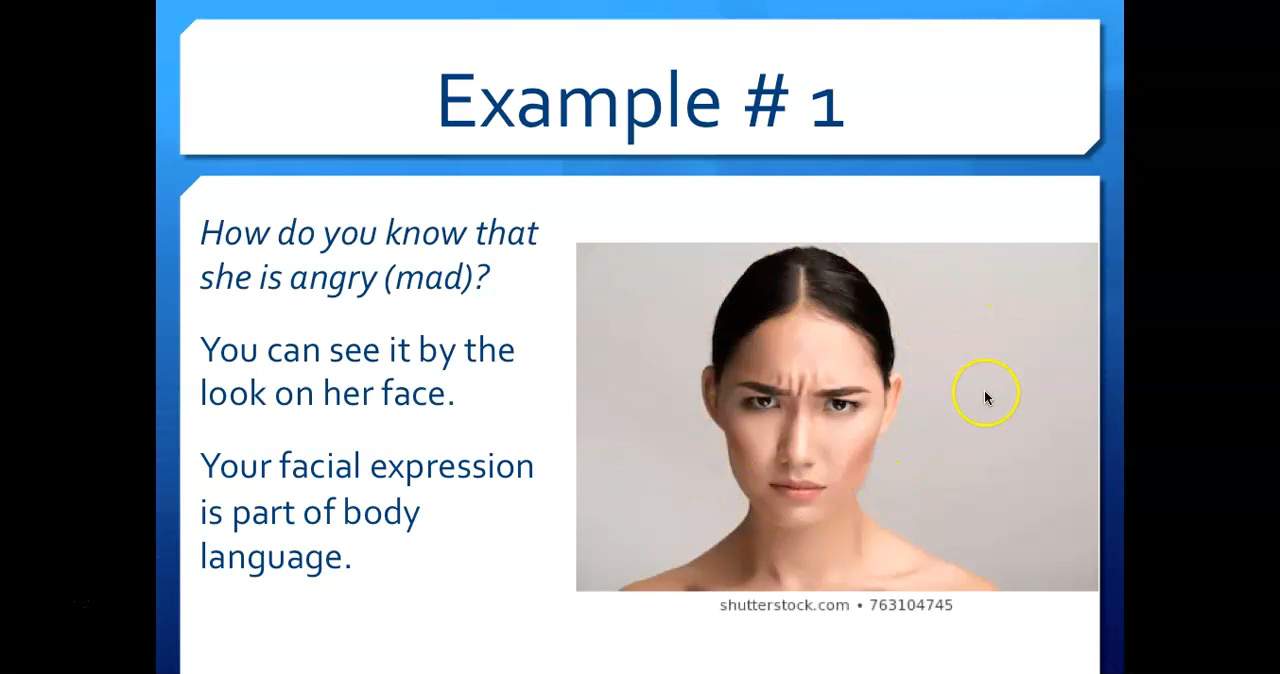 Example # 1
How do you know that
she is angry (mad)?
You can see it by the
look on her face.
Your facial expression
is part of body
language.
shutterstock.com • 763104745